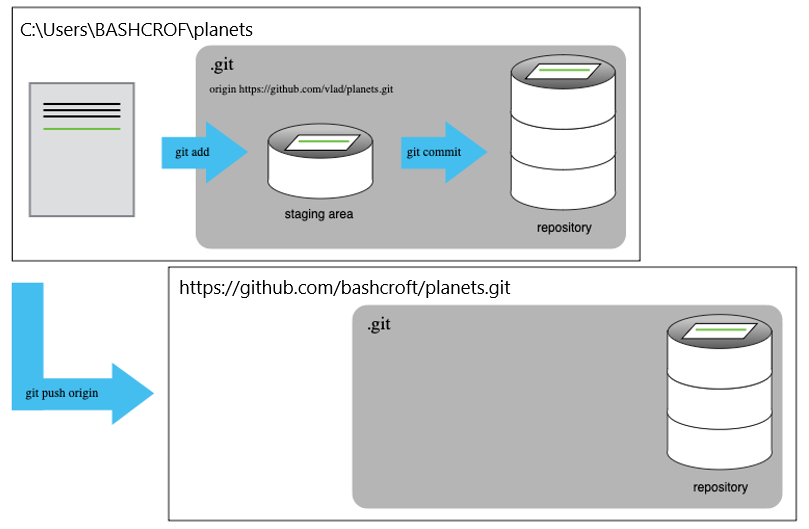 C:\Users\BASHCROF\planets
.git
origin https://github.com/vlad/planets.git
git add
git commit
staging area
repository
https://github.com/bashcroft/planets.git
.git
git push origin
repository